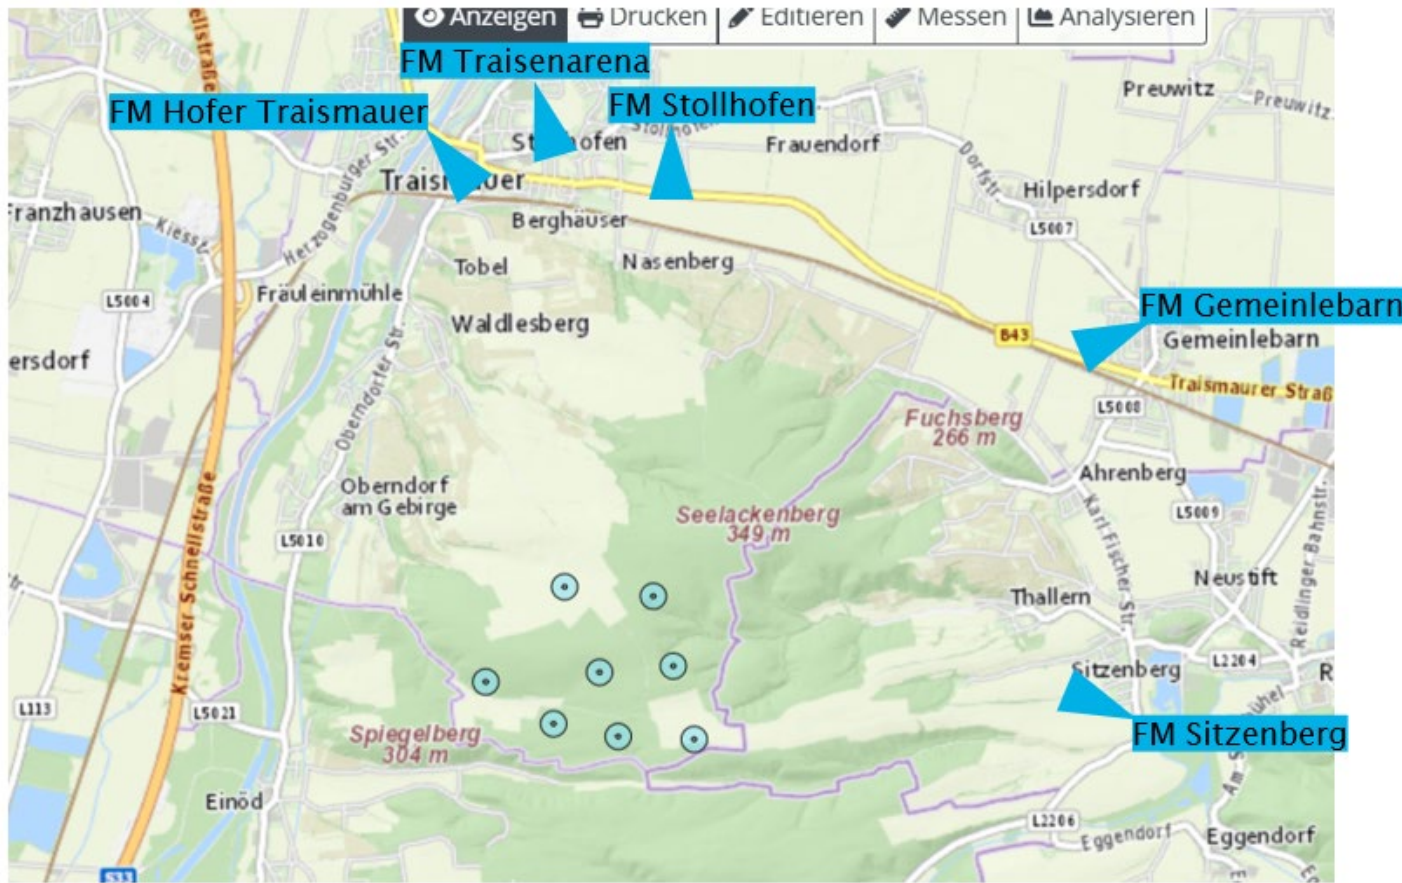 Anzeigen
Drucken
Editieren
Messen
Analysieren
FM Traisenarena
FM Hofer Traismauer
FM Stollhofen
Preuwitz
Preuwitz
Frauendorf
Dorfstr.
Hilpersdorf
L5007
Franzhausen
Kiesstr.
Herzogenburger Str.
Berghäuser
Tobel
Nasenberg
Fräuleinmühle
L5004
Waldlesberg
FM Gemeinlebarn
B43
Gemeinlebarn
Traismaurer Straß
L5008
ersdorf
Oberndorfer Str.
Fuchsberg
266 m
Ahrenberg
Oberndorf
am Gebirge
Seelackenberg
349 m
Karl-Fischer-Str.
L5009
Reidlinger Bahnstr.
Kremser Schnellstraße
L5010
Neustift
Thallern
L2204
Sitzenberg
R
L113
L5021
Spiegelberg
304 m
FM Sitzenberg
Einöd
L2206
Eggendorf
Eggendorf
S33